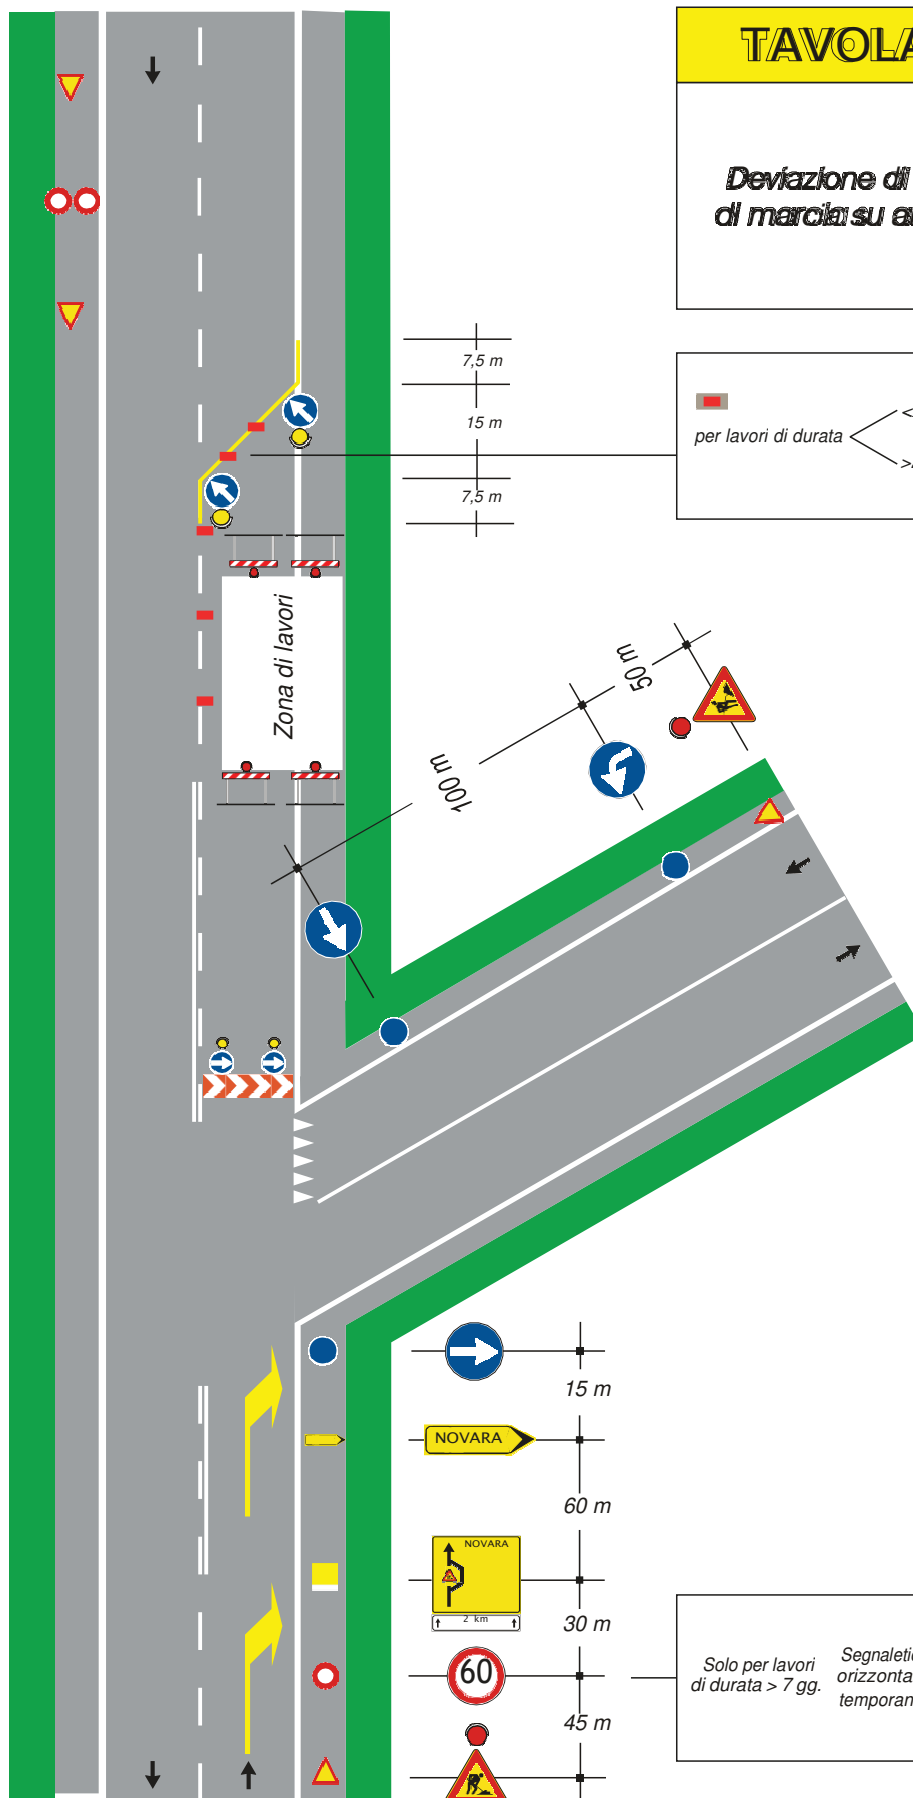 TAVOLA
Deviazione di
di marcia su
7,5 m
15 m
7,5 m
per lavori di durata
<
>
Zona di lavori
50 m
100 m
15 m
NOVARA
60 m
NOVARA
2 km
30 m
60
45 m
Solo per lavori
di durata > 7 gg.
Segnaletic
orizzonta
temporan